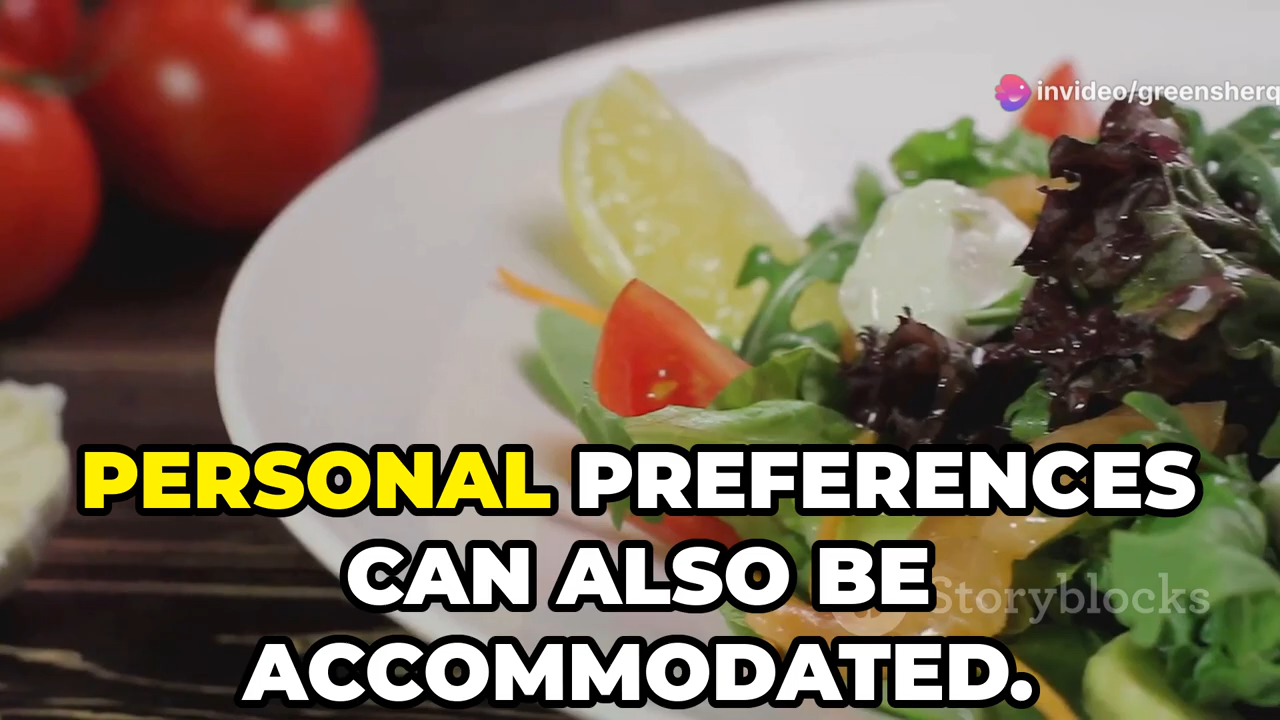 invideo/greensherq
PERSONAL PREFERENCES
CAN ALSO BE
Storyblocks
ACCOMMODATED.